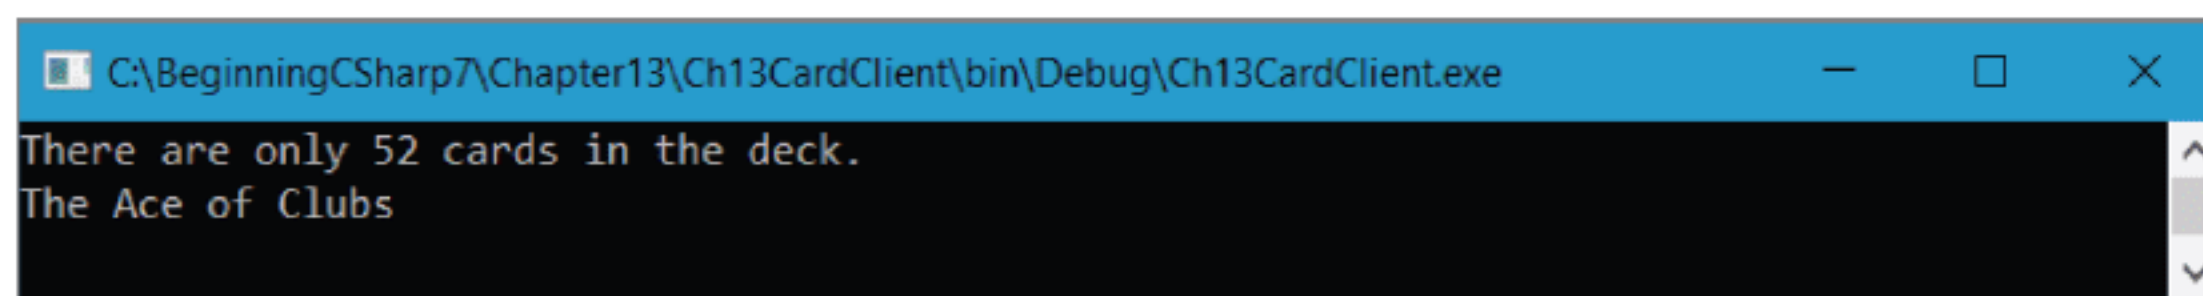 C:\BeginningCSharp7\Chapter13\Ch13CardClient\bin\Debug\Ch13CardClient.exe
There are only 52 cards in the deck.
The Ace of Clubs